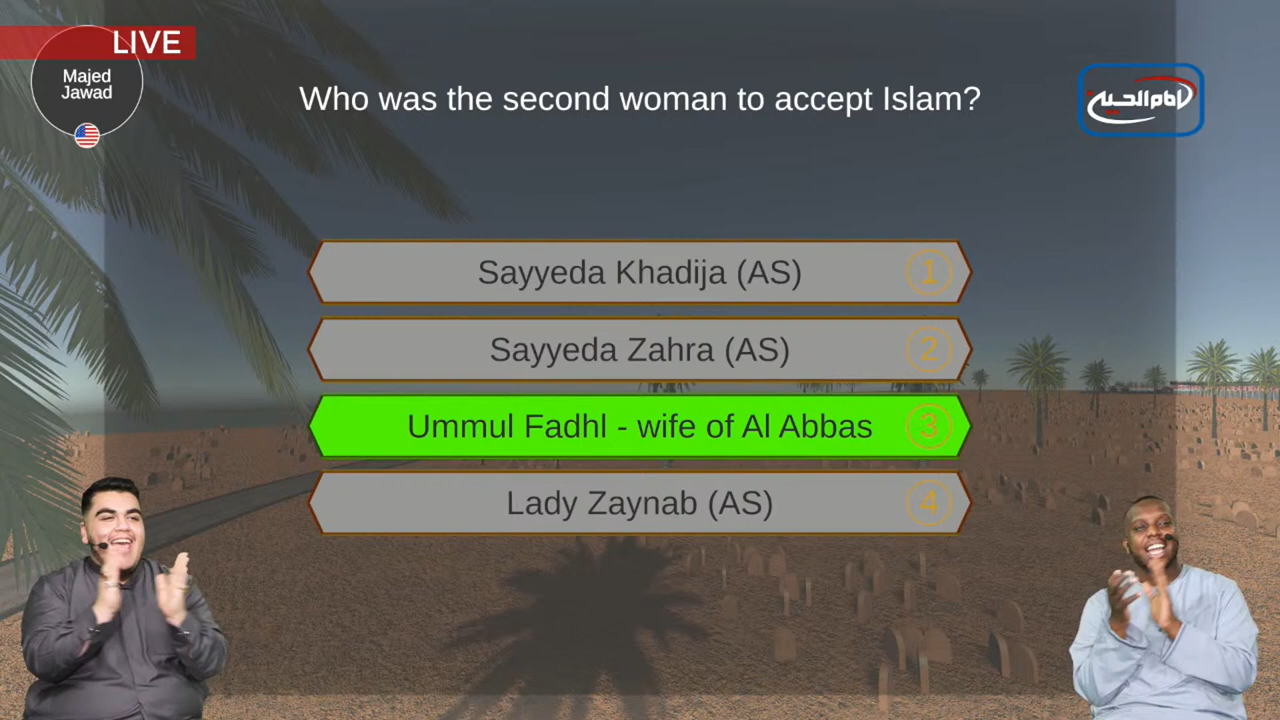 LIVE
Majed
Jawad
Who was the second woman to accept Islam?
Sayyeda Khadija (AS)
1
Sayyeda Zahra (AS)
2
Ummul Fadhl - wife of Al Abbas
3
Lady Zaynab (AS)
4